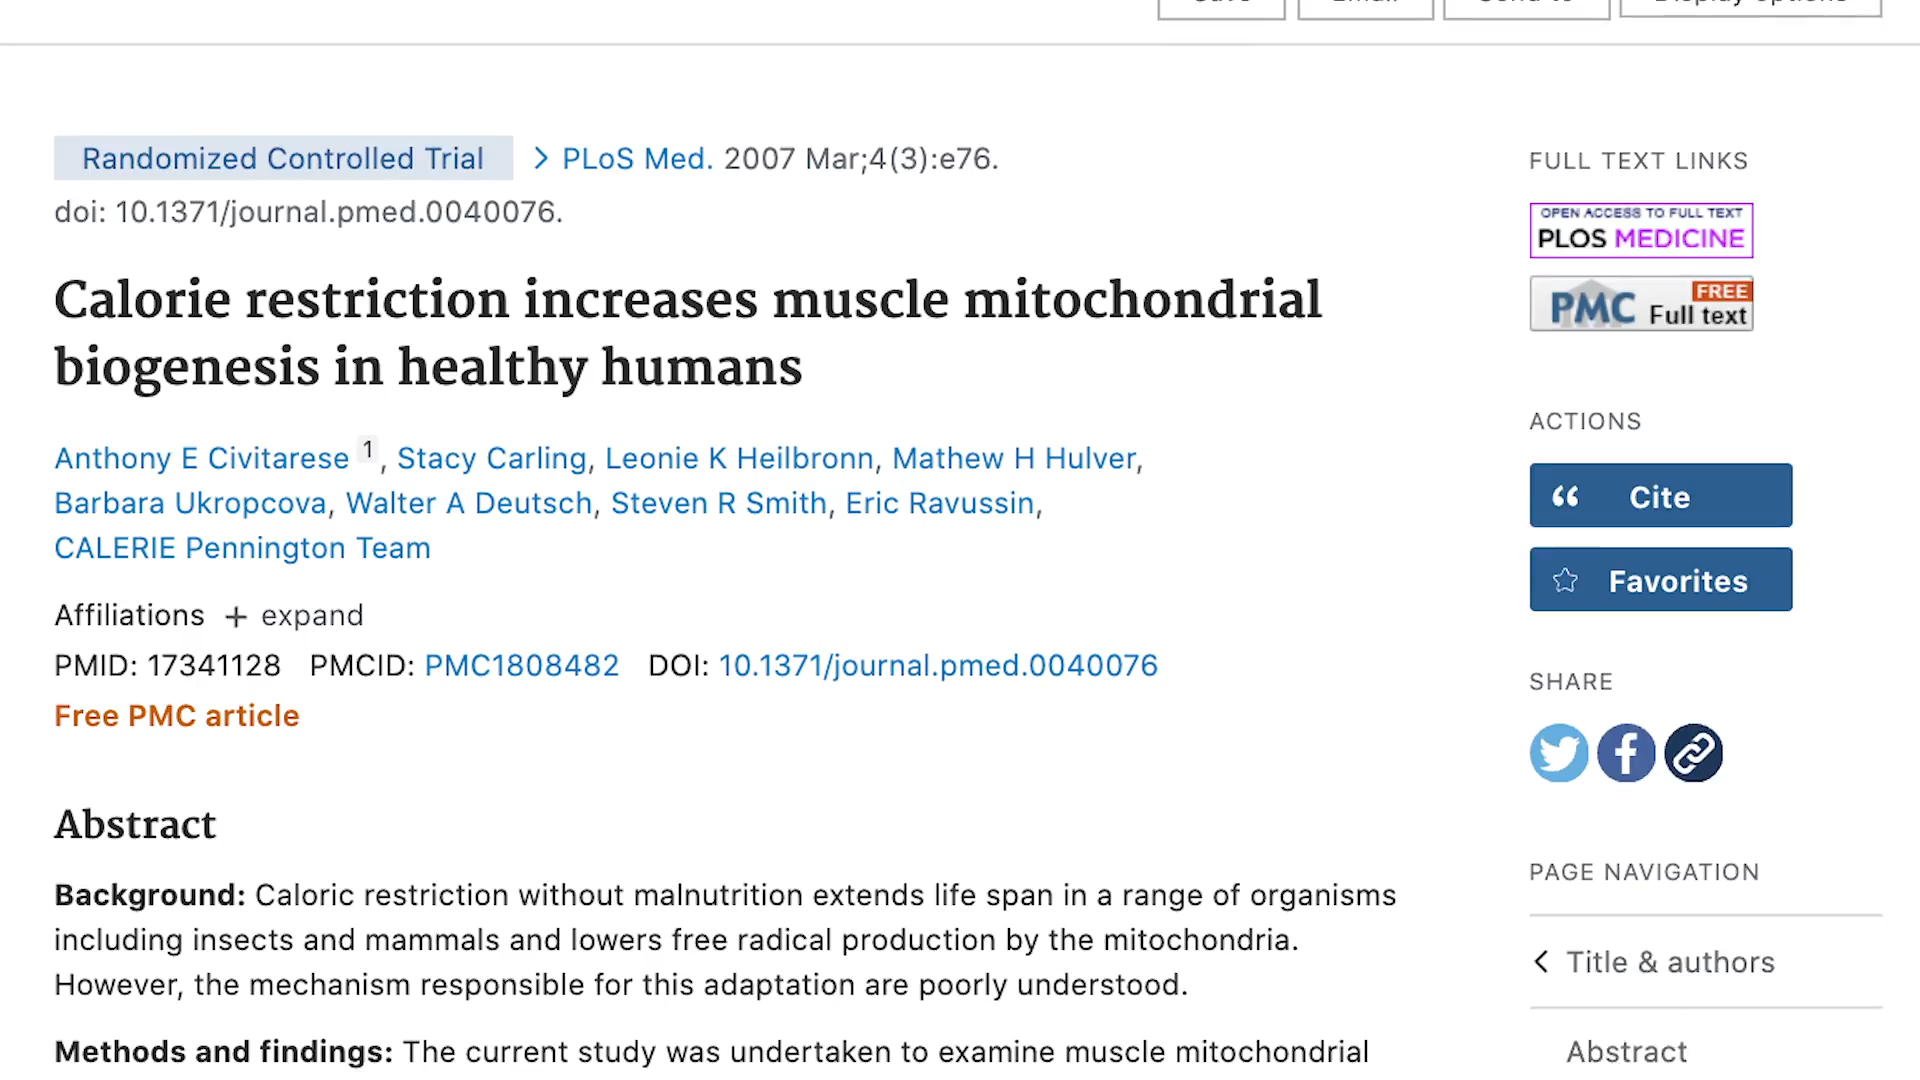 Save Email Send to Display options
Randomized Controlled Trial > PLoS Med. 2007 Mar;4(3):e76.
doi: 10.1371/journal.pmed.0040076.
Calorie restriction increases muscle mitochondrial
biogenesis in healthy humans
Anthony E Civitarese 1, Stacy Carling, Leonie K Heilbronn, Mathew H Hulver,
Barbara Ukropcova, Walter A Deutsch, Steven R Smith, Eric Ravussin,
CALERIE Pennington Team
Affiliations + expand
PMID: 17341128 PMCID: PMC1808482 DOI: 10.1371/journal.pmed.0040076
Free PMC article
Abstract
Background: Caloric restriction without malnutrition extends life span in a range of organisms
including insects and mammals and lowers free radical production by the mitochondria.
However, the mechanism responsible for this adaptation are poorly understood.
Methods and findings: The current study was undertaken to examine muscle mitochondrial
FULL TEXT LINKS
OPEN ACCESS TO FULL TEXT
PLOS MEDICINE
FREE
PMC Full text
ACTIONS
Cite
Favorites
SHARE
PAGE NAVIGATION
Title & authors
Abstract